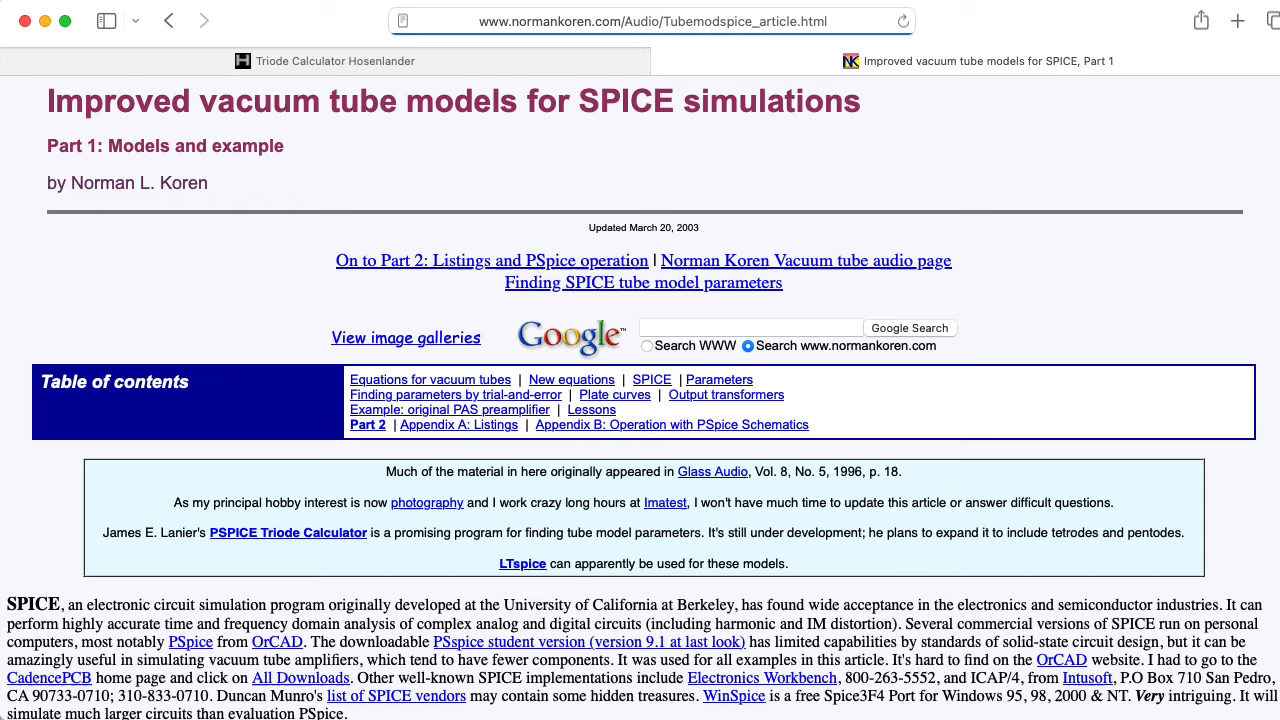 www.normankoren.com/Audio/Tubemodspice_article.html
Triode Calculator Hosenlander
Improved vacuum tube models for SPICE, Part 1
Improved vacuum tube models for SPICE simulations
Part 1: Models and example
by Norman L. Koren
Updated March 20, 2003
On to Part 2: Listings and PSpice operation | Norman Koren Vacuum tube audio page
Finding SPICE tube model parameters
View image galleries
Google™
Google Search
Search WWW Search www.normankoren.com
Table of contents
Equations for vacuum tubes | New equations | SPICE | Parameters
Finding parameters by trial-and-error | Plate curves | Output transformers
Example: original PAS preamplifier | Lessons
Part 2 | Appendix A: Listings | Appendix B: Operation with PSpice Schematics
Much of the material in here originally appeared in Glass Audio, Vol. 8, No. 5, 1996, p. 18.
As my principal hobby interest is now photography and I work crazy long hours at Imatest, I won't have much time to update this article or answer difficult questions.
James E. Lanier's PSPICE Triode Calculator is a promising program for finding tube model parameters. It's still under development; he plans to expand it to include tetrodes and pentodes.
LTspice can apparently be used for these models.
SPICE, an electronic circuit simulation program originally developed at the University of California at Berkeley, has found wide acceptance in the electronics and semiconductor industries. It can
perform highly accurate time and frequency domain analysis of complex analog and digital circuits (including harmonic and IM distortion). Several commercial versions of SPICE run on personal
computers, most notably PSpice from OrCAD. The downloadable PSspice student version (version 9.1 at last look) has limited capabilities by standards of solid-state circuit design, but it can be
amazingly useful in simulating vacuum tube amplifiers, which tend to have fewer components. It was used for all examples in this article. It's hard to find on the OrCAD website. I had to go to the
CadencePCB home page and click on All Downloads. Other well-known SPICE implementations include Electronics Workbench, 800-263-5552, and ICAP/4, from Intusoft, P.O Box 710 San Pedro,
CA 90733-0710; 310-833-0710. Duncan Munro's list of SPICE vendors may contain some hidden treasures. WinSpice is a free Spice3F4 Port for Windows 95, 98, 2000 & NT. Very intriguing. It will
simulate much larger circuits than evaluation PSpice.